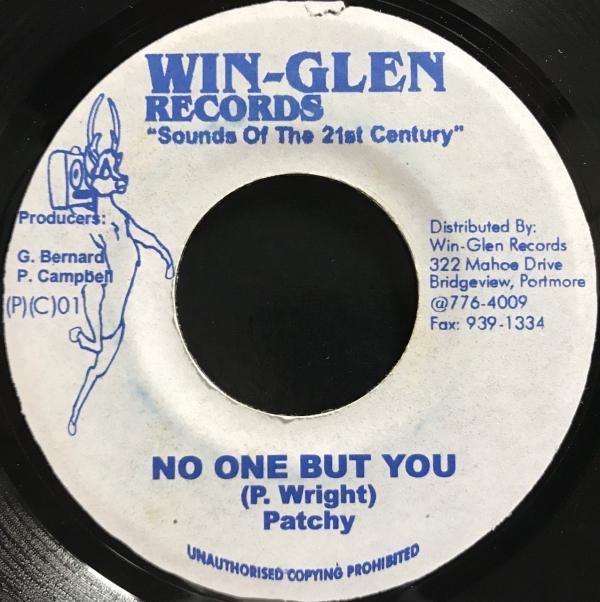 WIN-GLEN
RECORDS
"Sounds Of The 21st Century"
Producers:
G. Bernard
P. Campbell
(P)(C)01
Distributed By:
Win-Glen Records
322 Mahoe Drive
Bridgeview, Portmore
@776-4009
Fax: 939-1334
NO ONE BUT YOU
(P. Wright)
Patchy
UNAUTHORISED COPYING PROHIBITED